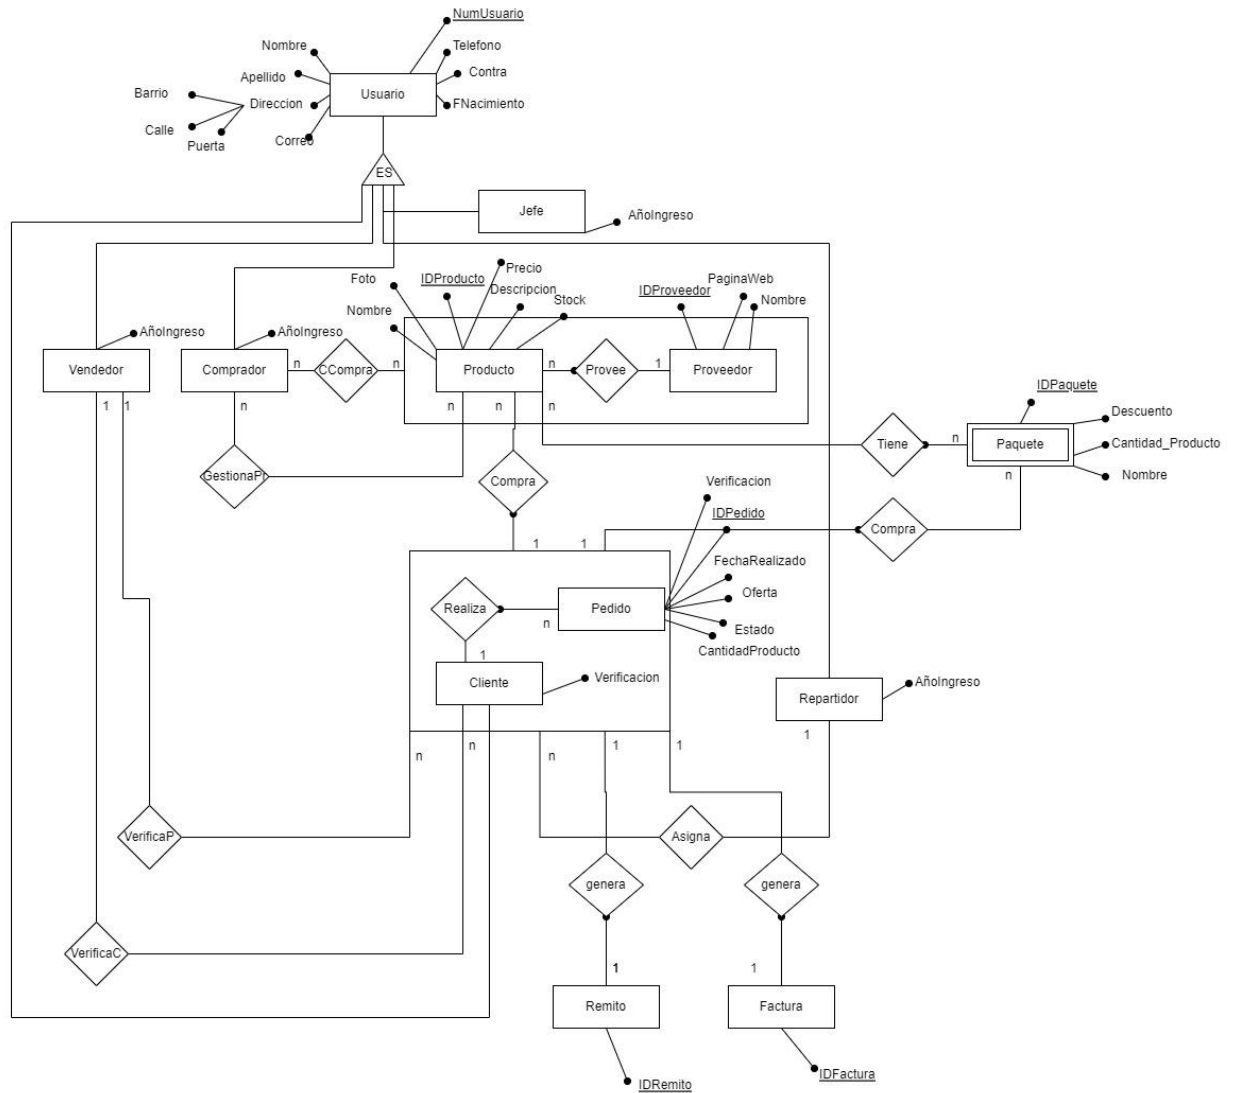 NumUsuario
Nombre
Telefono
Apellido
Contra
Usuario
Barrio
Direccion
FNacimiento
Calle
Puerta
Correo
ES
Jefe
AñoIngreso
Foto
IDProducto
Precio
Descripcion
Stock
PaginaWeb
IDProveedor
Nombre
Nombre
AñoIngreso
AñoIngreso
Vendedor
Comprador
n
CCompra
n
Producto
n
Provee
1
Proveedor
IDPaquete
1
1
n
n
n
n
Descuento
Tiene
n
Paquete
Cantidad_Producto
Nombre
GestionaPr
Compra
Verificacion
n
IDPedido
Compra
1
1
FechaRealizado
Oferta
Realiza
Pedido
n
Estado
CantidadProducto
1
Cliente
Verificacion
AñoIngreso
Repartidor
n
n
n
1
1
1
VerificaP
Asigna
genera
genera
VerificaC
1
1
Remito
Factura
IDRemito
IDFactura